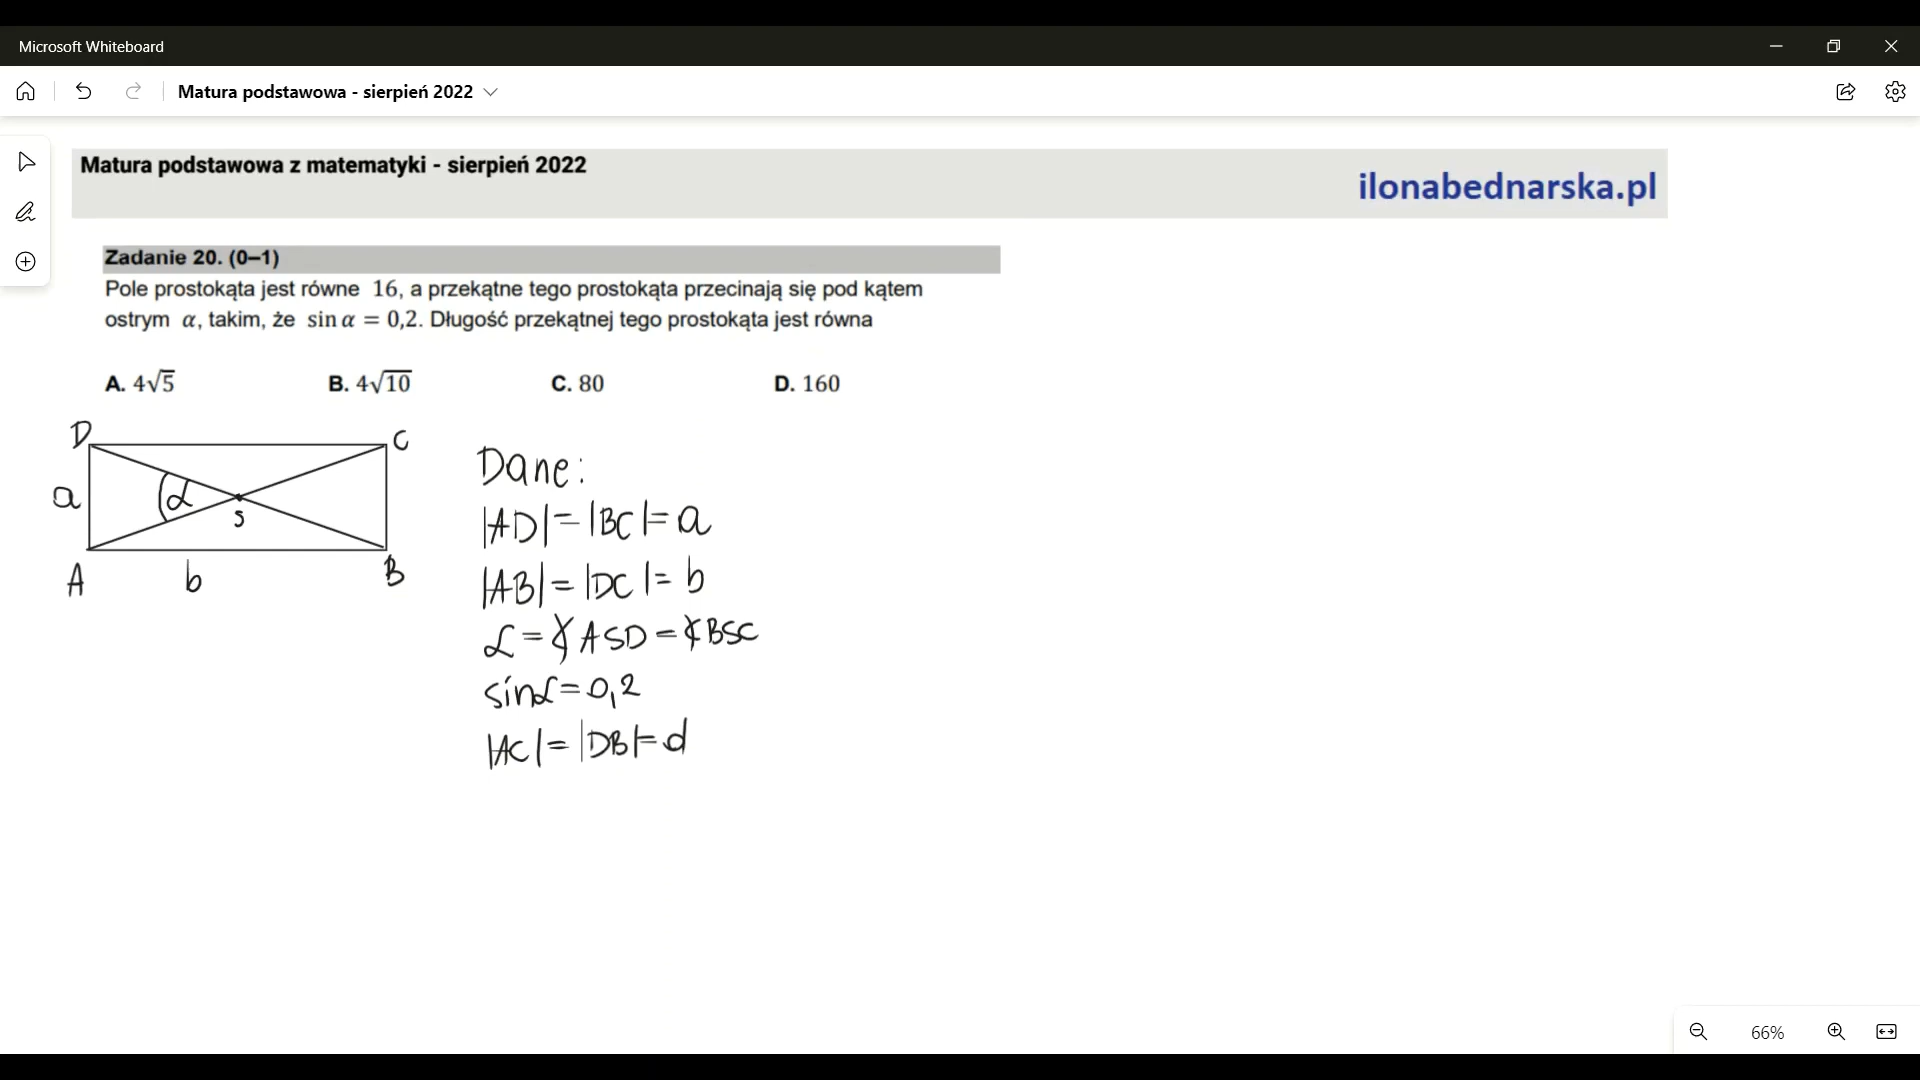 Microsoft Whiteboard
Matura podstawowa - sierpień 2022
Matura podstawowa z matematyki - sierpień 2022
ilonabednarska.pl
Zadanie 20. (0–1)
Pole prostokąta jest równe 16, a przekątne tego prostokąta przecinają się pod kątem
ostrym α, takim, że sin α = 0,2. Długość przekątnej tego prostokąta jest równa
A. 4√5 B. 4√10 C. 80 D. 160
D C
a α S
A b B
Dane:
|AD| = |BC| = a
|AB| = |DC| = b
α = ∢ASD = ∢BSC
sinα = 0,2
|AC| = |DB| = d
66%